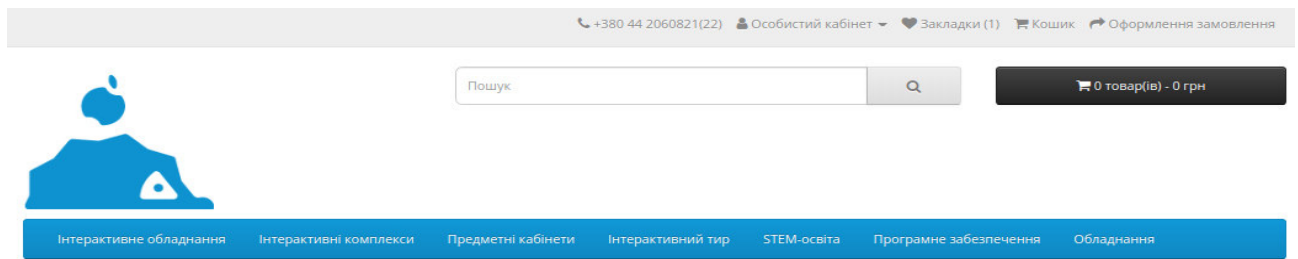 +380 44 2060821(22) Особистий кабінет Закладки (1) Кошик Оформлення замовлення
Пошук
0 товар(ів) - 0 грн
Інтерактивне обладнання Інтерактивні комплекси Предметні кабінети Інтерактивний тир STEM-освіта Програмне забезпечення Обладнання